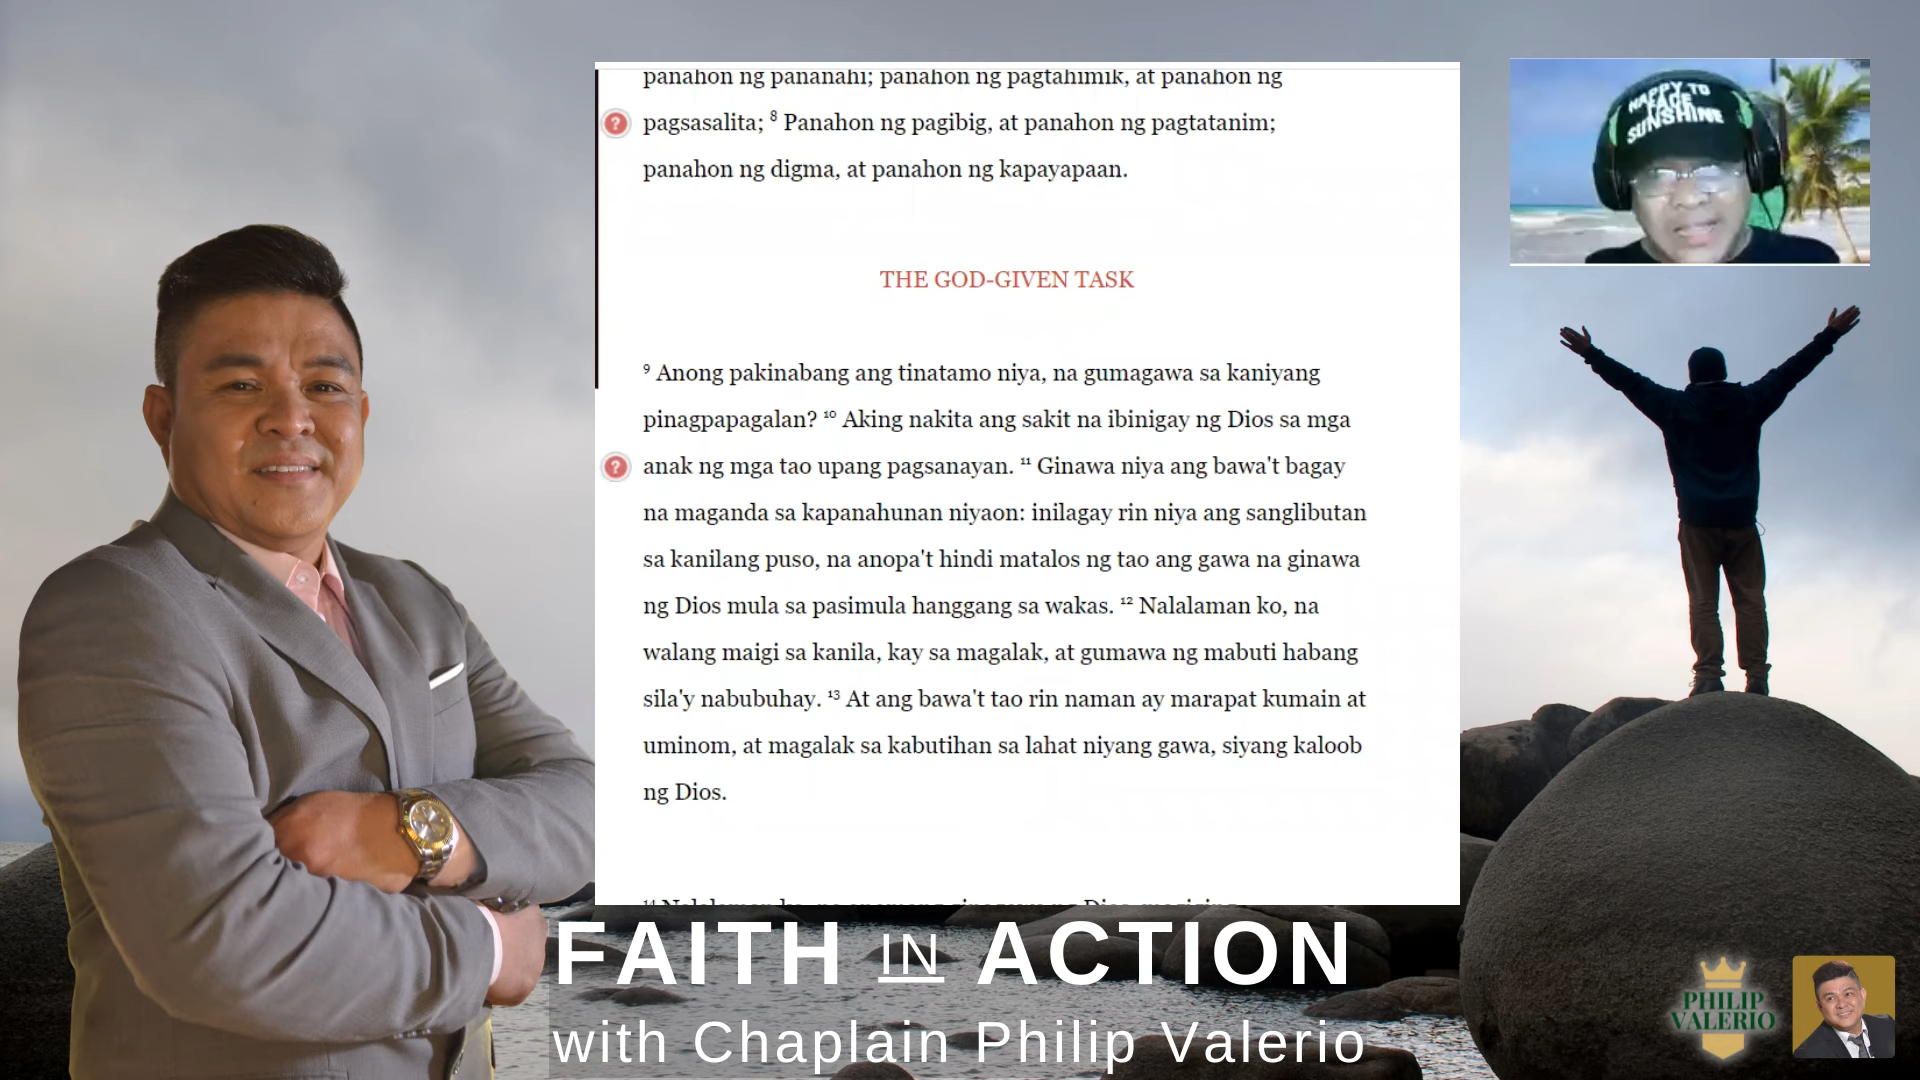 panahon ng pananahi; panahon ng pagtahimik, at panahon ng
pagsasalita; 8 Panahon ng pagibig, at panahon ng pagtatanim;
panahon ng digma, at panahon ng kapayapaan.
THE GOD-GIVEN TASK
9 Anong pakinabang ang tinatamo niya, na gumagawa sa kaniyang
pinagpapagalan? 10 Aking nakita ang sakit na ibinigay ng Dios sa mga
anak ng mga tao upang pagsanayan. 11 Ginawa niya ang bawa't bagay
na maganda sa kapanahunan niyaon: inilagay rin niya ang sanglibutan
sa kanilang puso, na anopa't hindi matalos ng tao ang gawa na ginawa
ng Dios mula sa pasimula hanggang sa wakas. 12 Nalalaman ko, na
walang maigi sa kanila, kay sa magalak, at gumawa ng mabuti habang
sila'y nabubuhay. 13 At ang bawa't tao rin naman ay marapat kumain at
uminom, at magalak sa kabutihan sa lahat niyang gawa, siyang kaloob
ng Dios.
HAPPY TO
FACE
SUNSHINE
FAITH IN ACTION
with Chaplain Philip Valerio
PHILIP
VALERIO